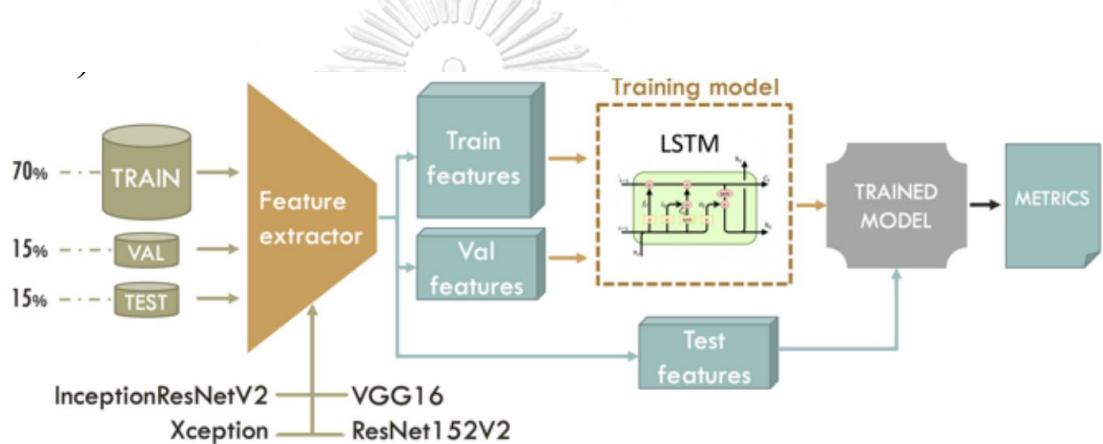 Training model
LSTM
70%
TRAIN
15%
VAL
15%
TEST
Feature
extractor
Train
features
Val
features
Test
features
TRAINED
MODEL
METRICS
InceptionResNetV2
VGG16
Xception
ResNet152V2